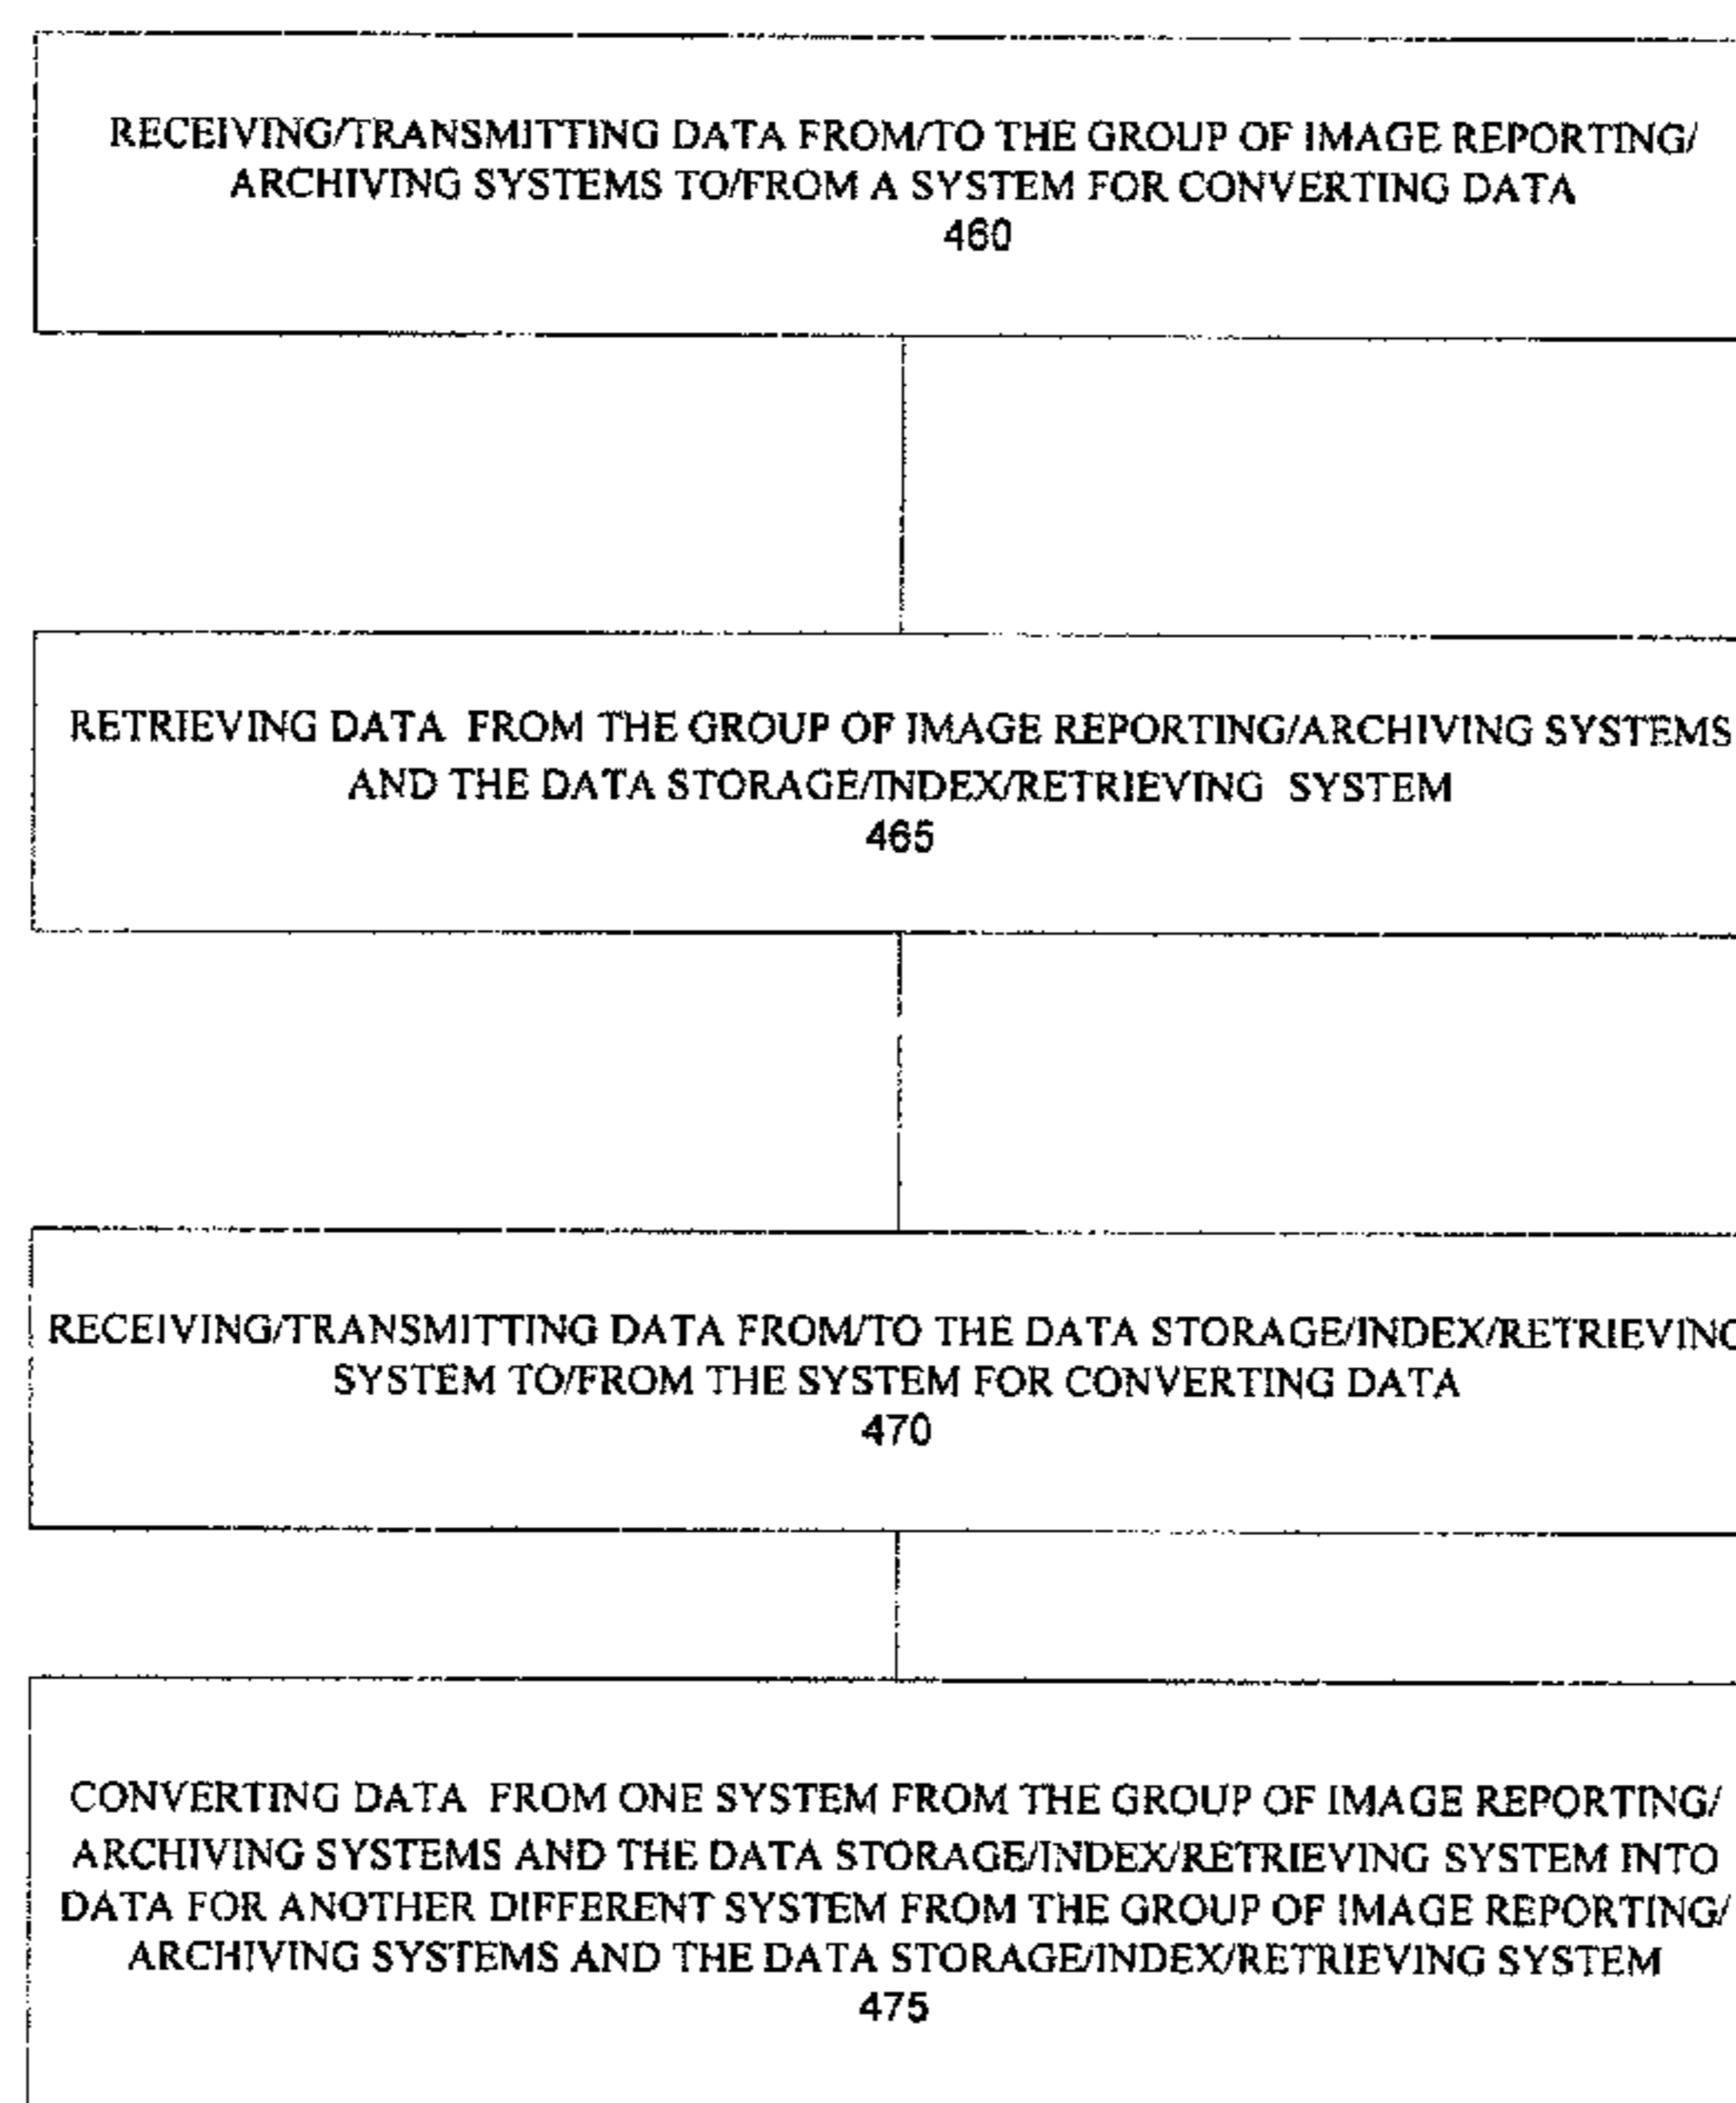 RECEIVING/TRANSMITTING DATA FROM/TO THE GROUP OF IMAGE REPORTING/
ARCHIVING SYSTEMS TO/FROM A SYSTEM FOR CONVERTING DATA
460
RETRIEVING DATA FROM THE GROUP OF IMAGE REPORTING/ARCHIVING SYSTEMS
AND THE DATA STORAGE/INDEX/RETRIEVING SYSTEM
465
RECEIVING/TRANSMITTING DATA FROM/TO THE DATA STORAGE/INDEX/RETRIEVING
SYSTEM TO/FROM THE SYSTEM FOR CONVERTING DATA
470
CONVERTING DATA FROM ONE SYSTEM FROM THE GROUP OF IMAGE REPORTING/
ARCHIVING SYSTEMS AND THE DATA STORAGE/INDEX/RETRIEVING SYSTEM INTO
DATA FOR ANOTHER DIFFERENT SYSTEM FROM THE GROUP OF IMAGE REPORTING/
ARCHIVING SYSTEMS AND THE DATA STORAGE/INDEX/RETRIEVING SYSTEM
475